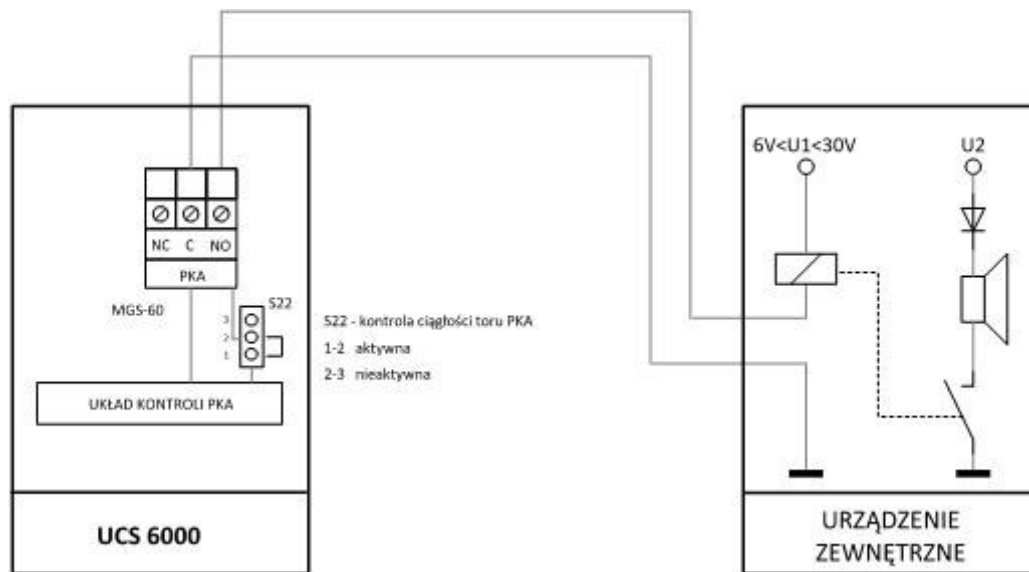 6V<U1<30V
U2
NC C NO
PKA
MGS-60
S22
3
2
1
S22 - kontrola ciągłości toru PKA
1-2 aktywna
2-3 nieaktywna
UKŁAD KONTROLI PKA
UCS 6000
URZĄDZENIE
ZEWNĘTRZNE